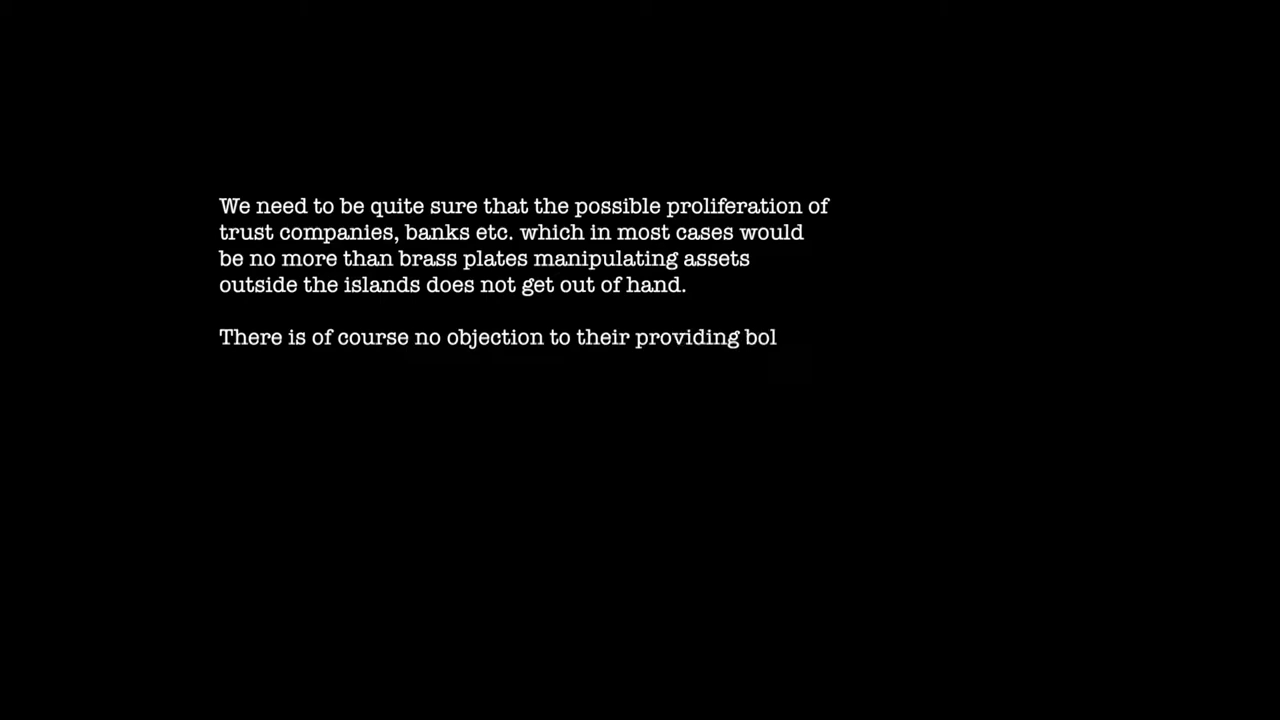 We need to be quite sure that the possible proliferation of
trust companies, banks etc. which in most cases would
be no more than brass plates manipulating assets
outside the islands does not get out of hand.
There is of course no objection to their providing bol